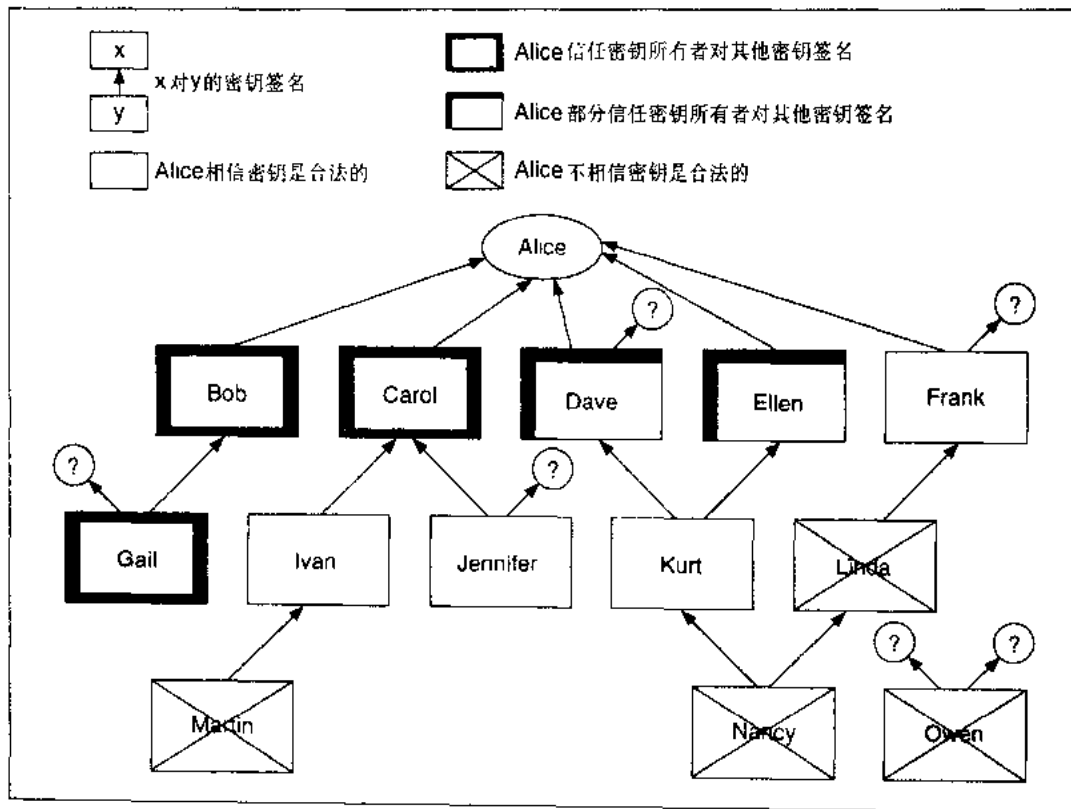 x
x对y的密钥签名
y
Alice相信密钥是合法的
Alice信任密钥所有者对其他密钥签名
Alice部分信任密钥所有者对其他密钥签名
Alice不相信密钥是合法的
Alice
?
?
Bob
Carol
Dave
Ellen
Frank
?
?
Gail
Ivan
Jennifer
Kurt
Linda
?
?
Martin
Nancy
Owen